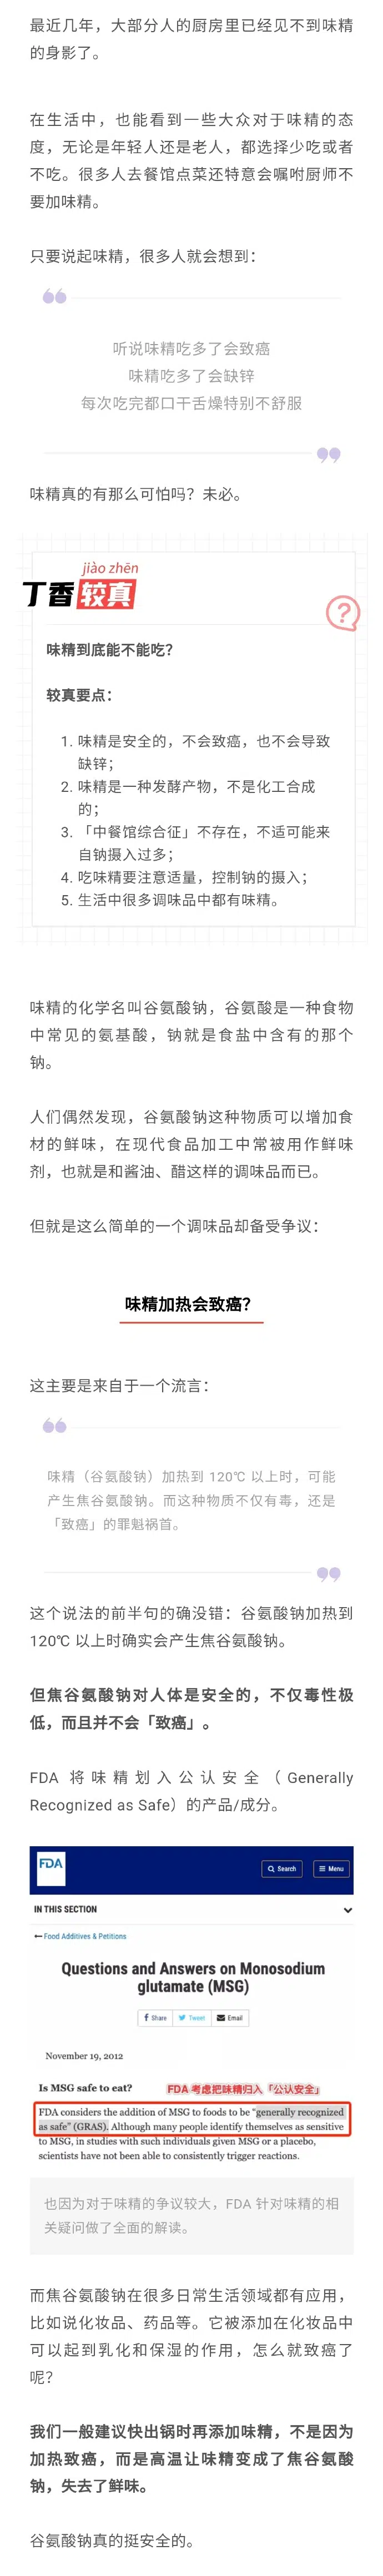 最近几年，大部分人的厨房里已经见不到味精
的身影了。
在生活中，也能看到一些大众对于味精的态
度，无论是年轻人还是老人，都选择少吃或者
不吃。很多人去餐馆点菜还特意会嘱咐厨师不
要加味精。
只要说起味精，很多人就会想到：
听说味精吃多了会致癌
味精吃多了会缺锌
每次吃完都口干舌燥特别不舒服
味精真的有那么可怕吗？未必。
jiào zhēn
丁香较真
味精到底能不能吃？
较真要点：
1. 味精是安全的，不会致癌，也不会导致
缺锌；
2. 味精是一种发酵产物，不是化工合成
的；
3. 「中餐馆综合征」不存在，不适可能来
自钠摄入过多；
4. 吃味精要注意适量，控制钠的摄入；
5. 生活中很多调味品中都有味精。
味精的化学名叫谷氨酸钠，谷氨酸是一种食物
中常见的氨基酸，钠就是食盐中含有的那个
钠。
人们偶然发现，谷氨酸钠这种物质可以增加食
材的鲜味，在现代食品加工中常被用作鲜味
剂，也就是和酱油、醋这样的调味品而已。
但就是这么简单的一个调味品却备受争议：
味精加热会致癌？
这主要是来自于一个流言：
味精（谷氨酸钠）加热到 120℃ 以上时，可能
产生焦谷氨酸钠。而这种物质不仅有毒，还是
「致癌」的罪魁祸首。
这个说法的前半句的确没错：谷氨酸钠加热到
120℃ 以上时确实会产生焦谷氨酸钠。
但焦谷氨酸钠对人体是安全的，不仅毒性极
低，而且并不会「致癌」。
FDA 将味精划入公认安全（Generally
Recognized as Safe）的产品/成分。
FDA
Search
Menu
IN THIS SECTION
Food Additives & Petitions
Questions and Answers on Monosodium
glutamate (MSG)
Share
Tweet
Email
November 19, 2012
Is MSG safe to eat?
FDA 考虑把味精归入「公认安全」
FDA considers the addition of MSG to foods to be "generally recognized
as safe" (GRAS). Although many people identify themselves as sensitive
to MSG, in studies with such individuals given MSG or a placebo,
scientists have not been able to consistently trigger reactions.
也因为对于味精的争议较大，FDA 针对味精的相
关疑问做了全面的解读。
而焦谷氨酸钠在很多日常生活领域都有应用，
比如说化妆品、药品等。它被添加在化妆品中
可以起到乳化和保湿的作用，怎么就致癌了
呢？
我们一般建议快出锅时再添加味精，不是因为
加热致癌，而是高温让味精变成了焦谷氨酸
钠，失去了鲜味。
谷氨酸钠真的挺安全的。